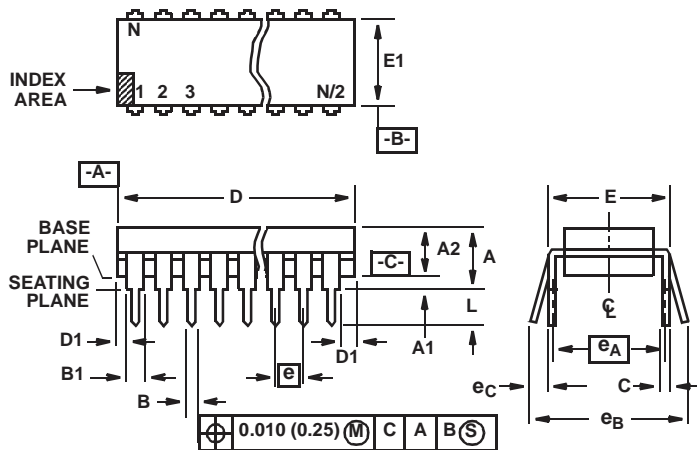 N
E1
INDEX
AREA
1 2 3 N/2
-B-
-A-
D
E
BASE
PLANE
A2
A
-C-
SEATING
PLANE
L
D1
A1
D1
e
eA
B1
eC
C
B
eB
0.010 (0.25) M C A B S